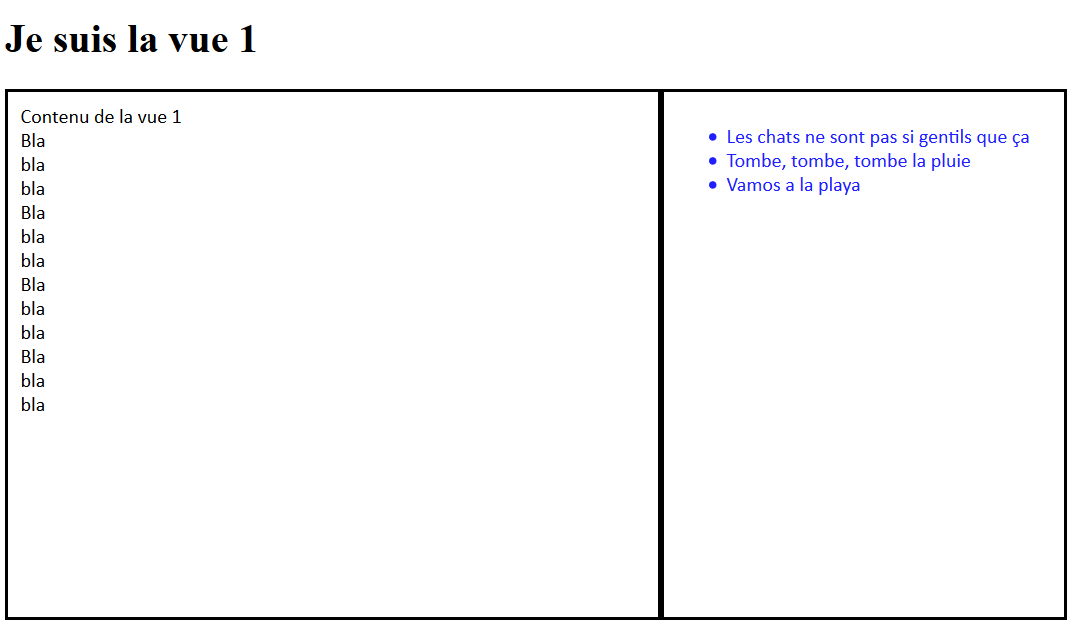 Je suis la vue 1
Contenu de la vue 1
Bla
bla
bla
Bla
bla
bla
Bla
bla
bla
Bla
bla
bla
Les chats ne sont pas si gentils que ça
Tombe, tombe, tombe la pluie
Vamos a la playa